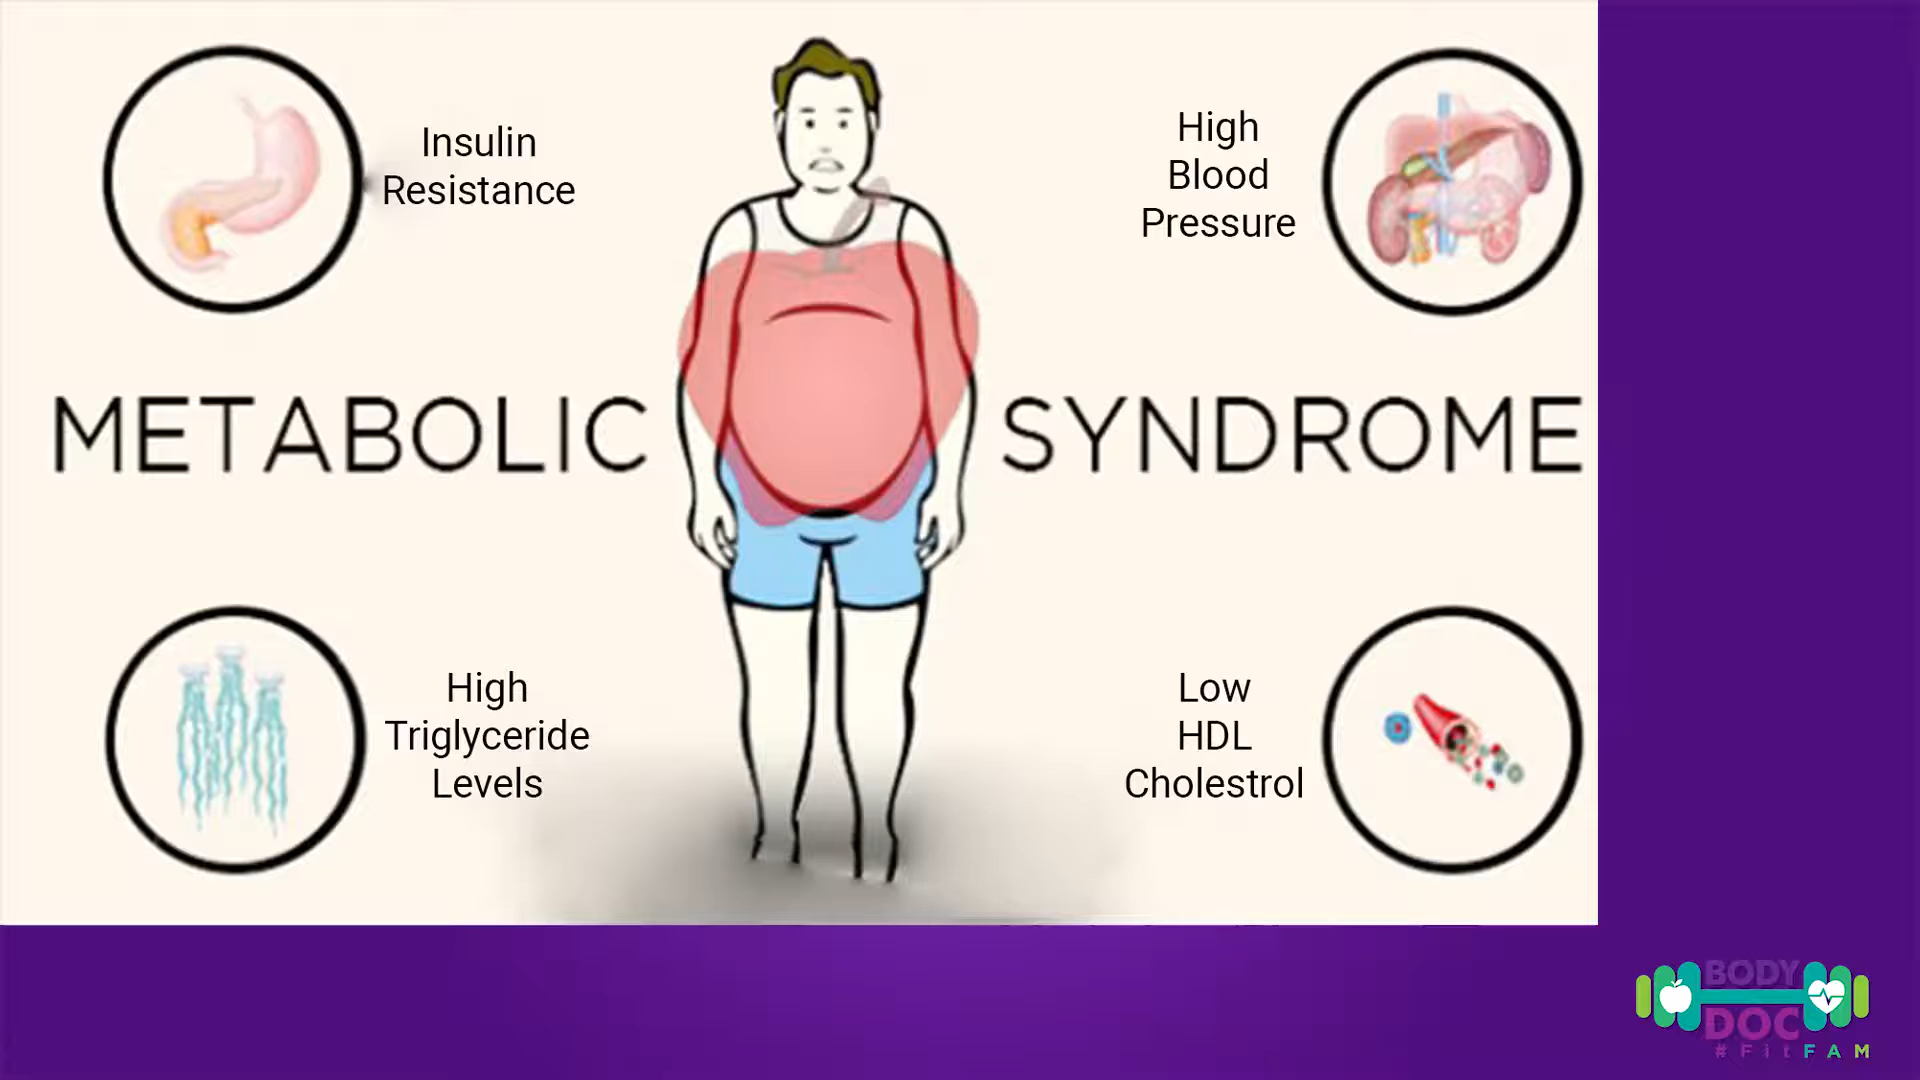 Insulin
Resistance
High
Blood
Pressure
METABOLIC SYNDROME
High
Triglyceride
Levels
Low
HDL
Cholestrol
BODY
DOC
#FitFAM